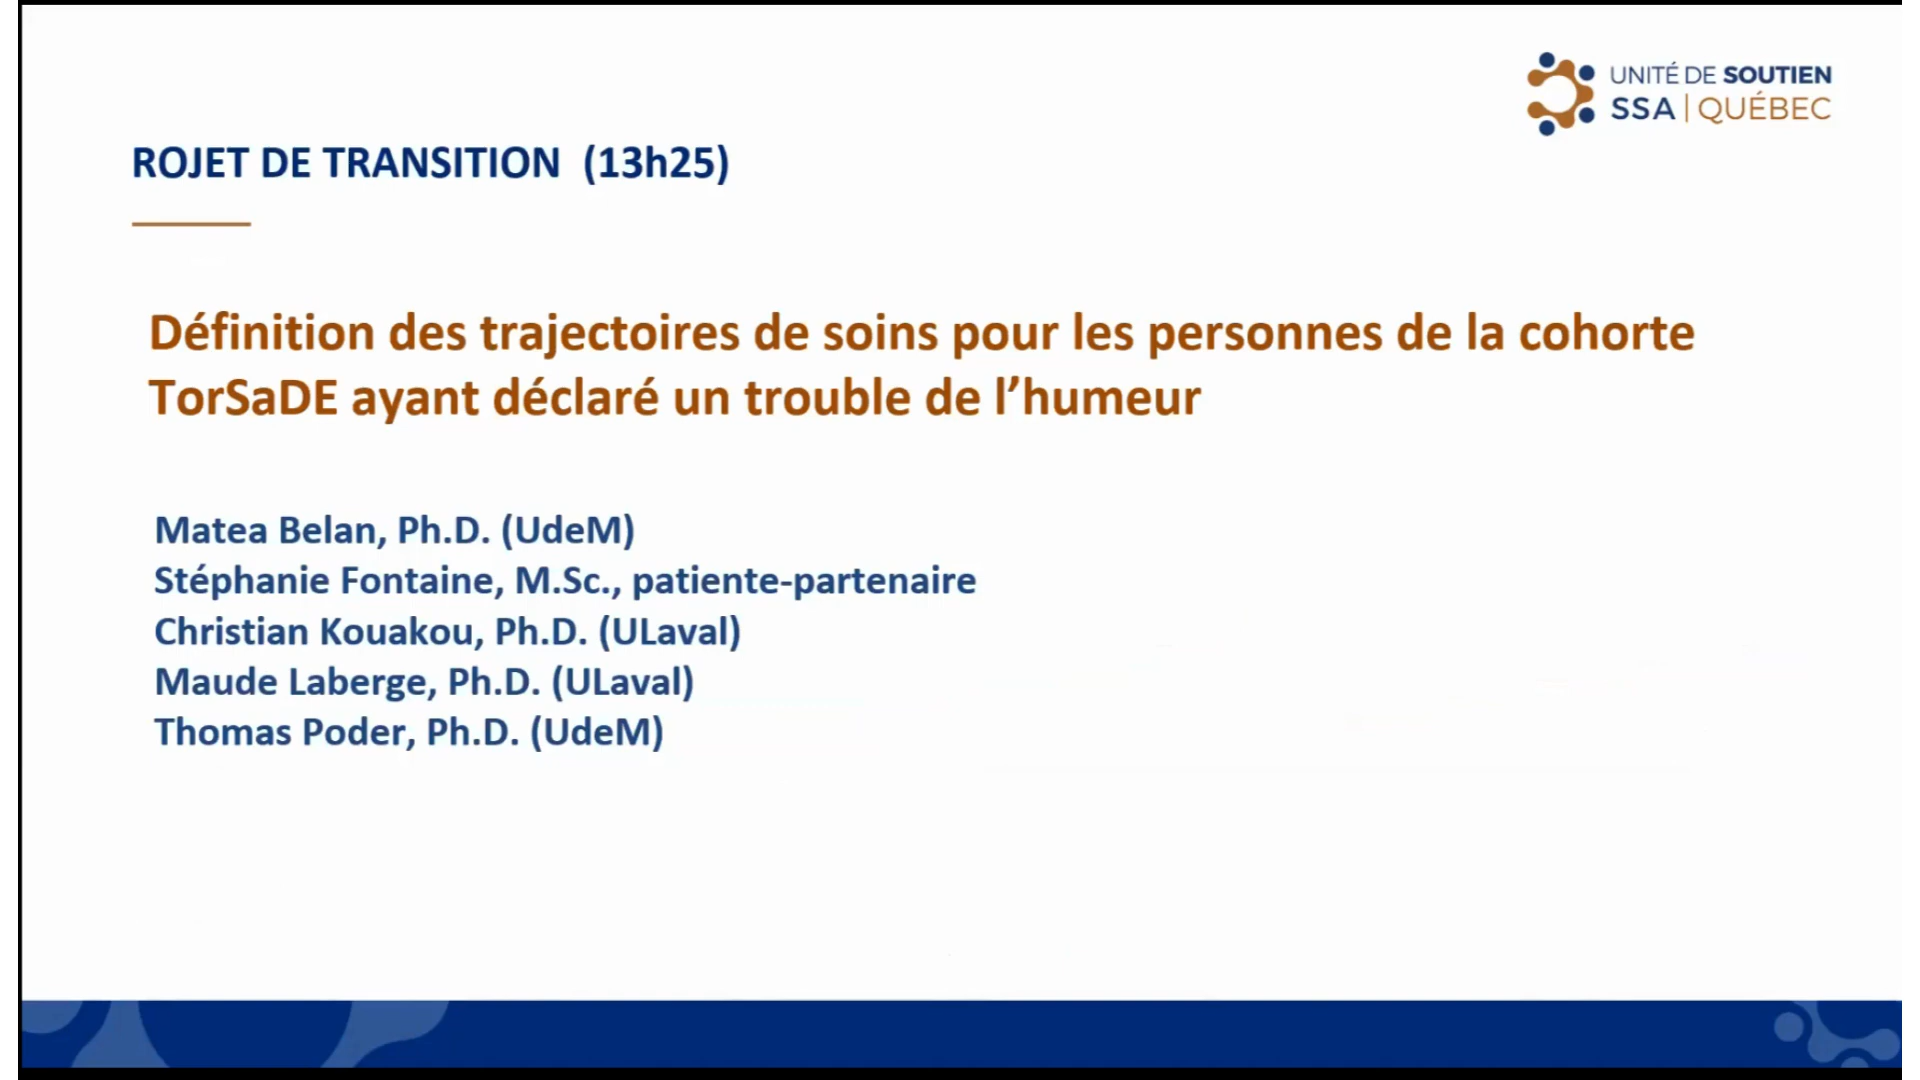 UNITÉ DE SOUTIEN
SSA | QUÉBEC
ROJET DE TRANSITION (13h25)
Définition des trajectoires de soins pour les personnes de la cohorte
TorSaDE ayant déclaré un trouble de l’humeur
Matea Belan, Ph.D. (UdeM)
Stéphanie Fontaine, M.Sc., patiente-partenaire
Christian Kouakou, Ph.D. (ULaval)
Maude Laberge, Ph.D. (ULaval)
Thomas Poder, Ph.D. (UdeM)